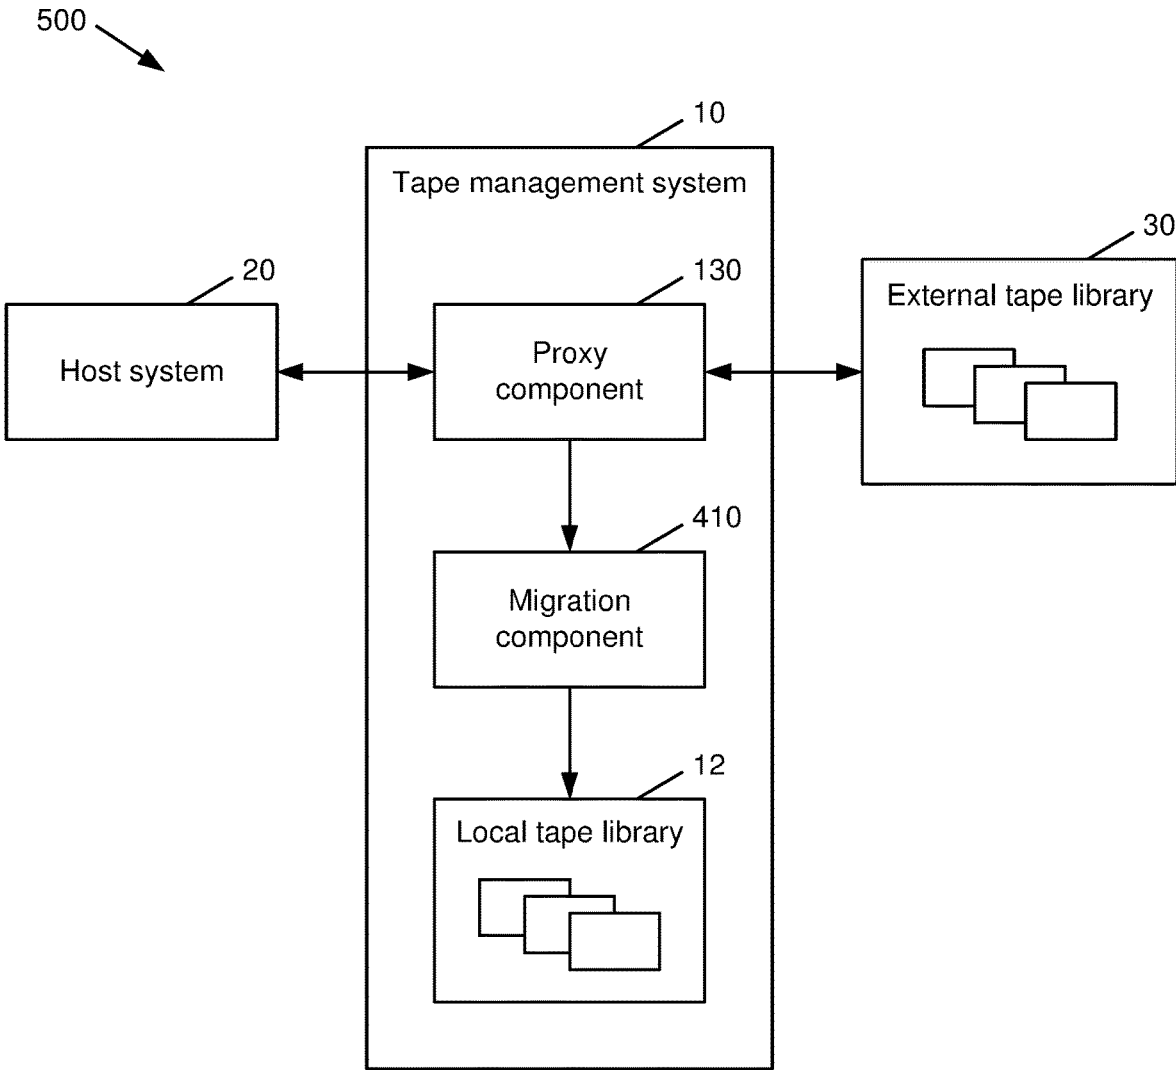 500
10
Tape management system
30
20
130
External tape library
Host system
Proxy
component
410
Migration
component
12
Local tape library